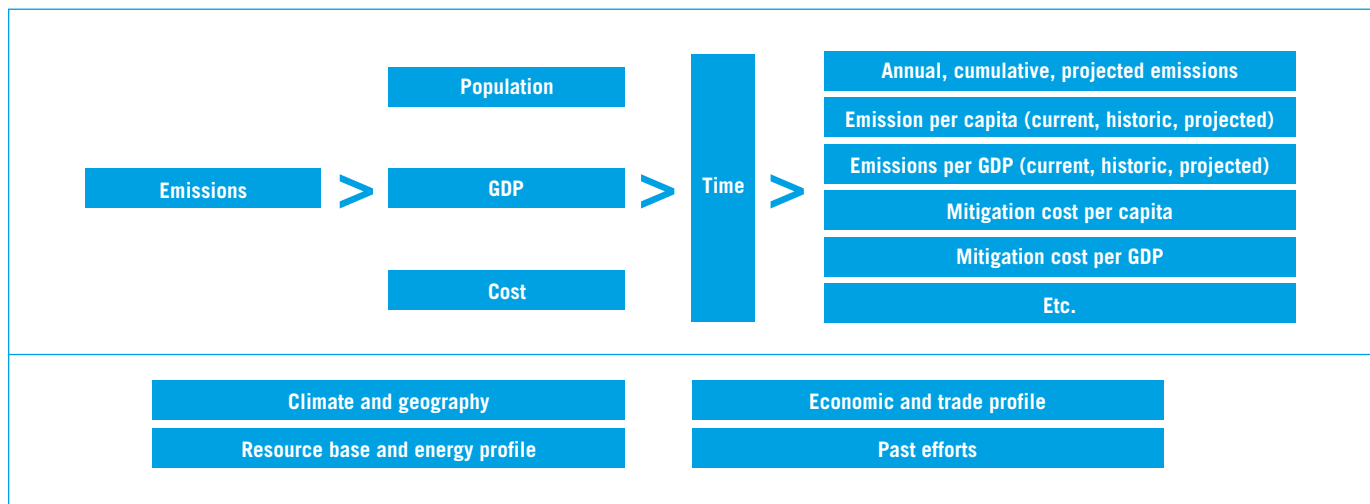 Emissions
>
Population
GDP
Cost
>
Time
>
Annual, cumulative, projected emissions
Emission per capita (current, historic, projected)
Emissions per GDP (current, historic, projected)
Mitigation cost per capita
Mitigation cost per GDP
Etc.
Climate and geography
Economic and trade profile
Resource base and energy profile
Past efforts